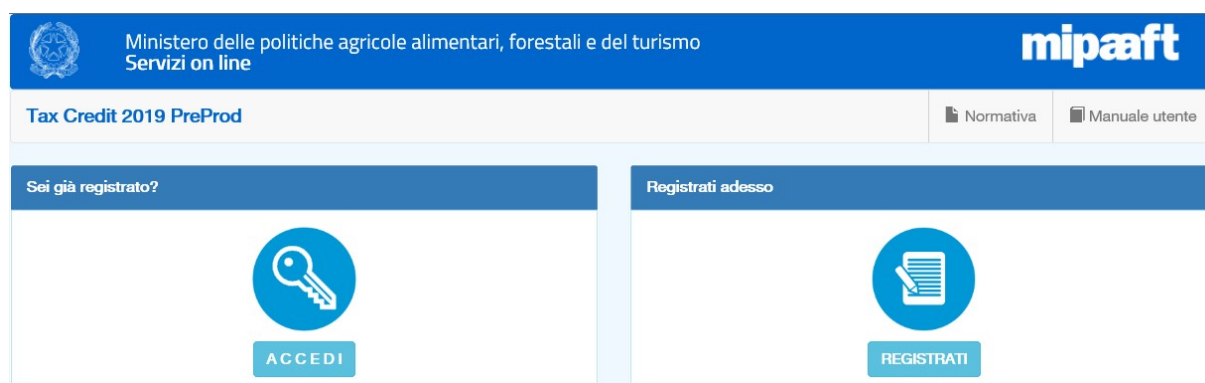 Ministero delle politiche agricole alimentari, forestali e del turismo
Servizi on line
mipaaft
Tax Credit 2019 PreProd
Normativa
Manuale utente
Sei già registrato?
Registrati adesso
ACCEDI
REGISTRATI